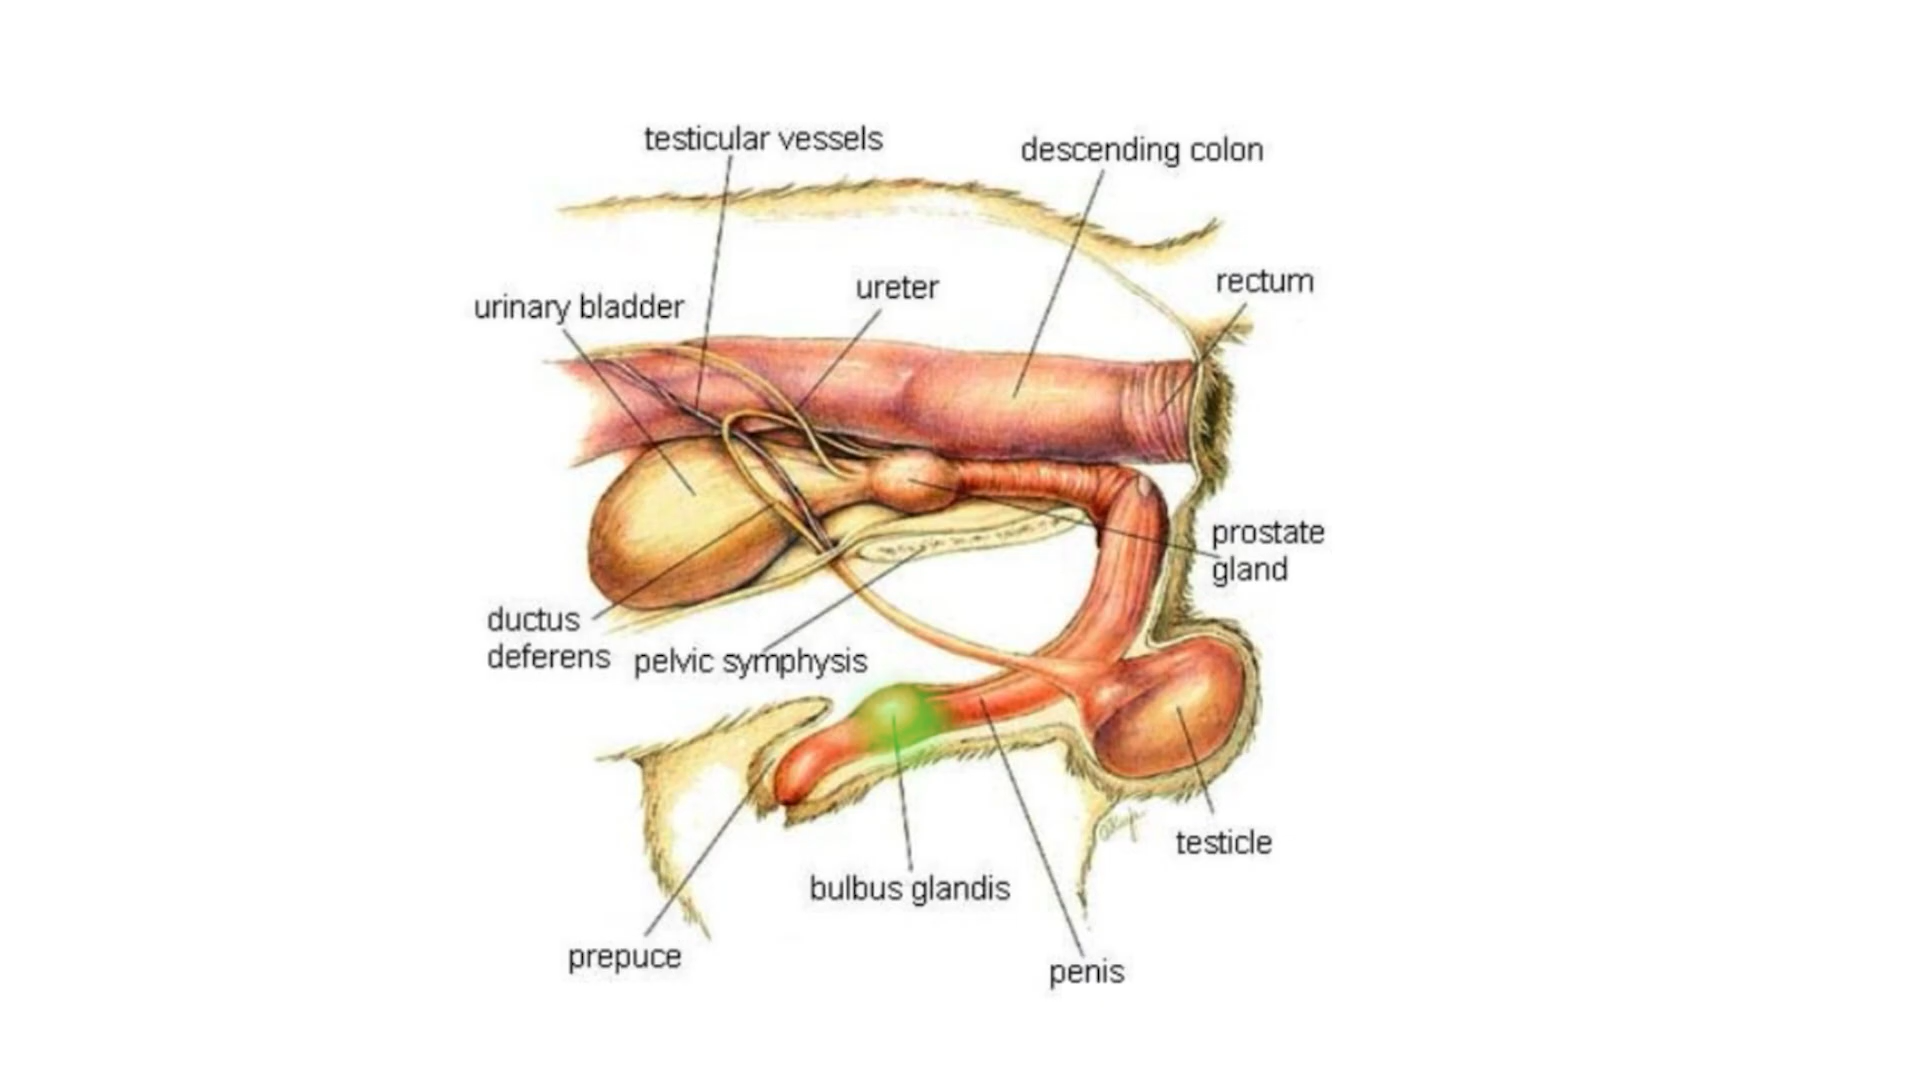 testicular vessels
descending colon
rectum
ureter
urinary bladder
prostate
gland
ductus
deferens
pelvic symphysis
testicle
bulbus glandis
prepuce
penis